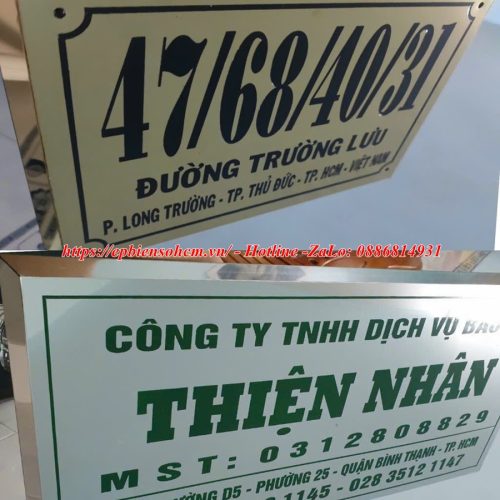 47/68/40/31
ĐƯỜNG TRƯỜNG LƯU
P. LONG TRƯỜNG - TP. THỦ ĐỨC - TP. HCM - VIỆT NAM
https://epbiensohcm.vn/ - Hotline -ZaLo: 0886814931
CÔNG TY TNHH DỊCH VỤ BẢO
THIỆN NHÂN
MST: 0312808829
D5 - PHƯỜNG 25 - QUẬN BÌNH THẠNH - TP. HCM
1145 - 028 3512 1147